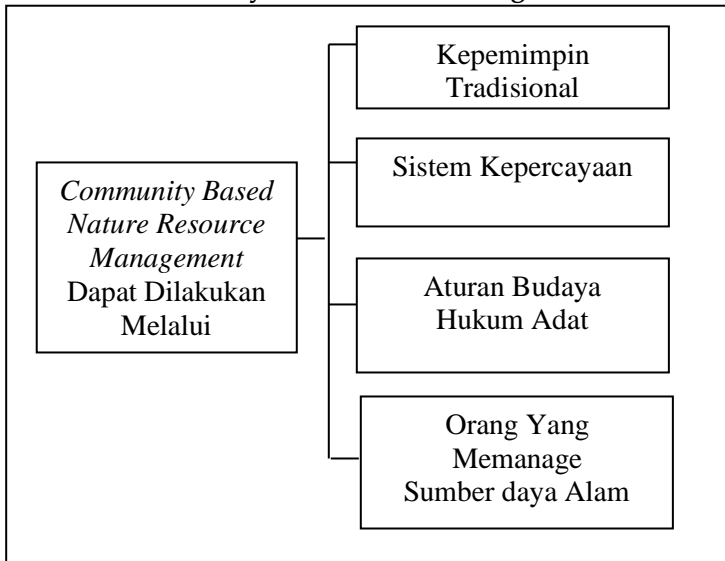 Kepemimpin
Tradisional
Sistem Kepercayaan
Community Based
Nature Resource
Management
Dapat Dilakukan
Melalui
Aturan Budaya
Hukum Adat
Orang Yang
Memanage
Sumber daya Alam